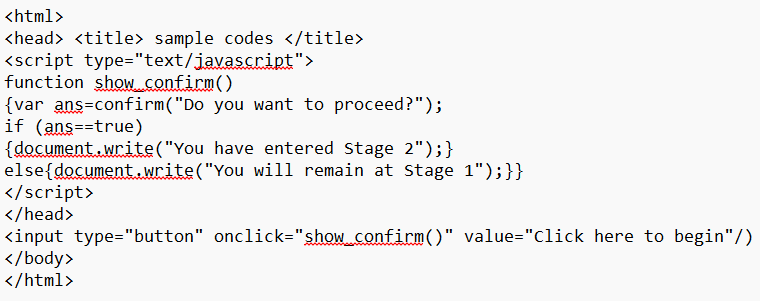 <html>
<head> <title> sample codes </title>
<script type="text/javascript">
function show_confirm()
{var ans=confirm("Do you want to proceed?");
if (ans==true)
{document.write("You have entered Stage 2");}
else{document.write("You will remain at Stage 1");}}
</script>
</head>
<input type="button" onclick="show_confirm()" value="Click here to begin"/)
</body>
</html>